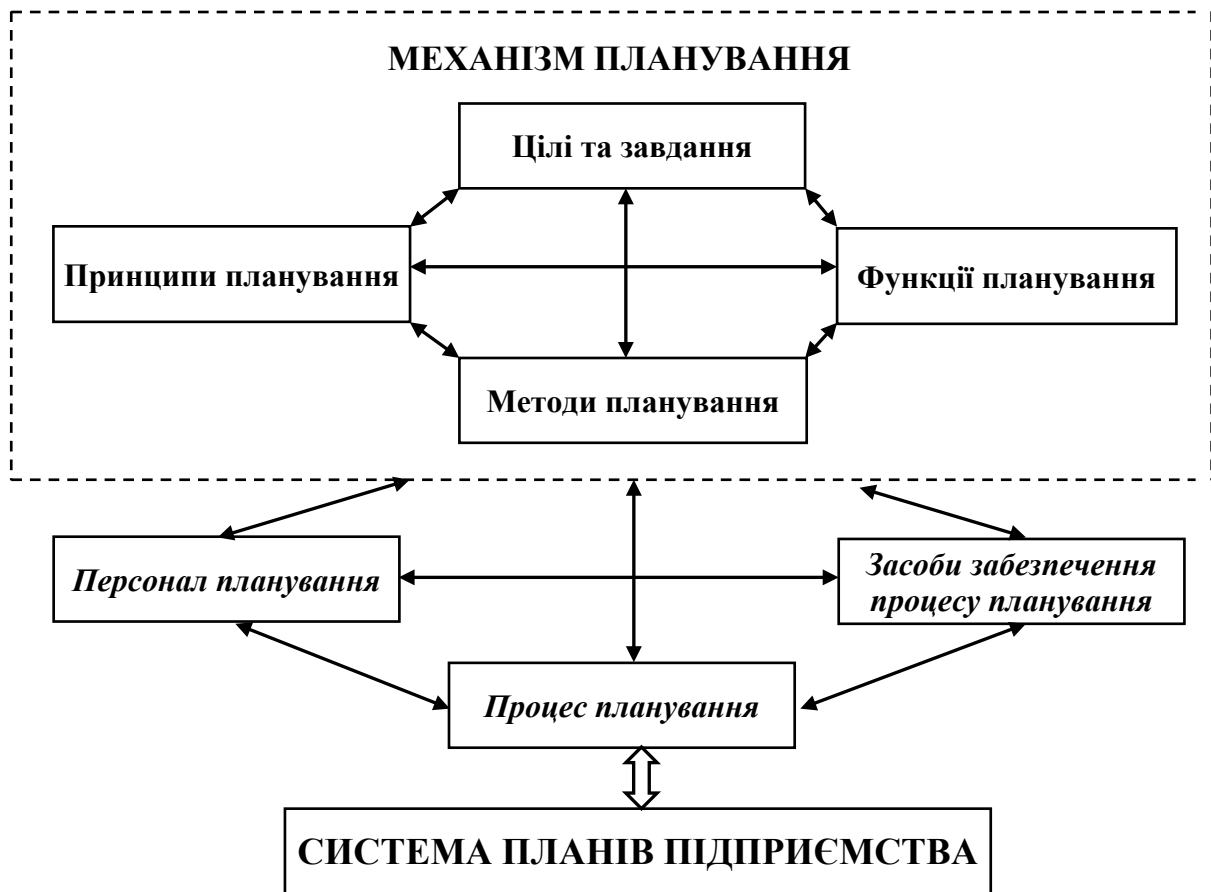 МЕХАНІЗМ ПЛАНУВАННЯ
Цілі та завдання
Принципи планування
Функції планування
Методи планування
Персонал планування
Засоби забезпечення
процесу планування
Процес планування
СИСТЕМА ПЛАНІВ ПІДПРИЄМСТВА